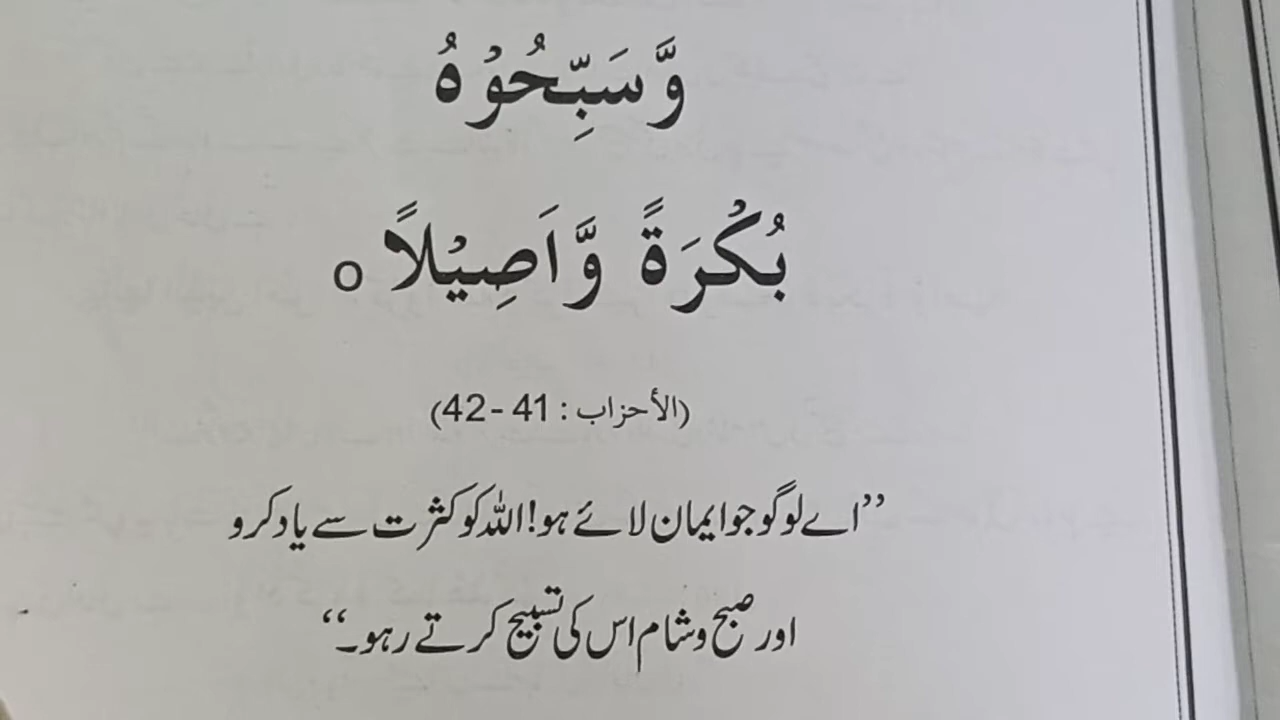 وَّ سَبِّحُوْهُ
بُكْرَةً وَّ اَصِيْلاً ○
(الأحزاب : 41 - 42)
’’اے لوگو جو ایمان لائے ہو! اللہ کو کثرت سے یاد کرو
اور صبح و شام اس کی تسبیح کرتے رہو۔‘‘